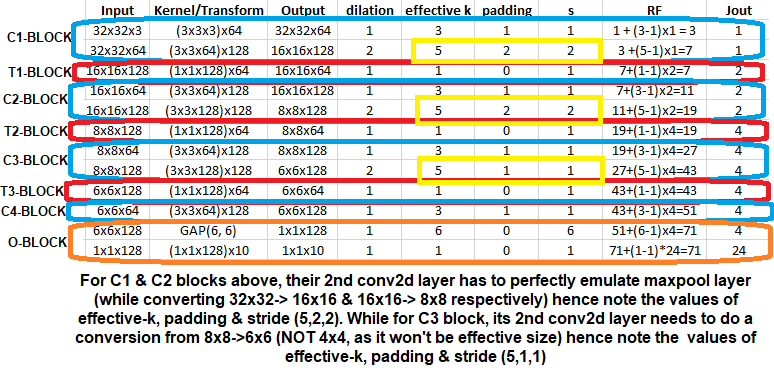 Input Kernel/Transform Output dilation effective k padding s RF Jout
C1-BLOCK 32x32x3 (3x3x3)x64 32x32x64 1 3 1 1 1 + (3-1)x1 = 3 1
32x32x64 (3x3x64)x128 16x16x128 2 5 2 2 3 +(5-1)x1=7 1
T1-BLOCK 16x16x128 (1x1x128)x64 16x16x64 1 1 0 1 7+(1-1)x2=7 2
C2-BLOCK 16x16x64 (3x3x64)x128 16x16x128 1 3 1 1 7+(3-1)x2=11 2
16x16x128 (3x3x128)x128 8x8x128 2 5 2 2 11+(5-1)x2=19 2
T2-BLOCK 8x8x128 (1x1x128)x64 8x8x64 1 1 0 1 19+(1-1)x4=19 4
C3-BLOCK 8x8x64 (3x3x64)x128 8x8x128 1 3 1 1 19+(3-1)x4=27 4
8x8x128 (3x3x128)x128 6x6x128 2 5 1 1 27+(5-1)x4=43 4
T3-BLOCK 6x6x128 (1x1x128)x64 6x6x64 1 1 0 1 43+(1-1)x4=43 4
C4-BLOCK 6x6x64 (3x3x64)x128 6x6x128 1 3 1 1 43+(3-1)x4=51 4
O-BLOCK 6x6x128 GAP(6, 6) 1x1x128 1 6 0 6 51+(6-1)x4=71 4
1x1x128 (1x1x128)x10 1x1x10 1 1 0 1 71+(1-1)*24=71 24
For C1 & C2 blocks above, their 2nd conv2d layer has to perfectly emulate maxpool layer
(while converting 32x32-> 16x16 & 16x16-> 8x8 respectively) hence note the values of
effective-k, padding & stride (5,2,2). While for C3 block, its 2nd conv2d layer needs to do a
conversion from 8x8->6x6 (NOT 4x4, as it won't be effective size) hence note the values of
effective-k, padding & stride (5,1,1)